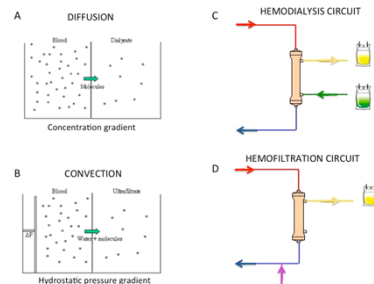 A
DIFFUSION
Blood
Dialysate
Molecules
Concentration gradient
B
CONVECTION
Blood
Ultrafiltrate
ΔP
Water + molecules
Hydrostatic pressure gradient
C
HEMODIALYSIS CIRCUIT
D
HEMOFILTRATION CIRCUIT